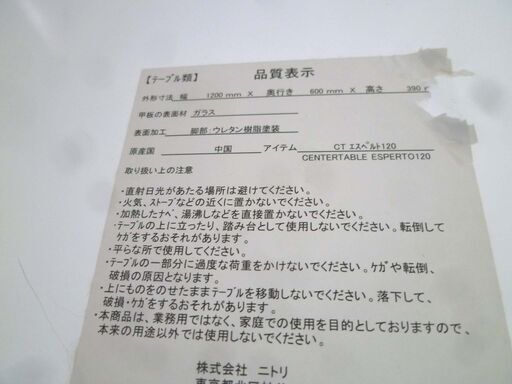 【テーブル類】 品質表示
外形寸法 幅 1200 mm X 奥行き 600 mm X 高さ 390
甲板の表面材 ガラス
表面加工 脚部:ウレタン樹脂塗装
原産国 中国 アイテム CT エスペルト120
CENTERTABLE ESPERTO120
取り扱い上の注意
・直射日光があたる場所は避けてください。
・火気、ストーブなどの近くに置かないでください。
・加熱したナベ、湯沸しなどを直接置かないでください。
・テーブルの上に立ったり、踏み台として使用しないでください。転倒して
ケガをするおそれがあります。
・平らな所で使用してください。
・テーブルの一部分に過度な荷重をかけないでください。ケガや転倒、
破損の原因となります。
・上にものをのせたままテーブルを移動しないでください。落下して、
破損・ケガをするおそれがあります。
・本商品は、業務用ではなく、家庭での使用を目的としておりますので、
本来の用途以外では使用しないでください。
株式会社 ニトリ
東京都北区